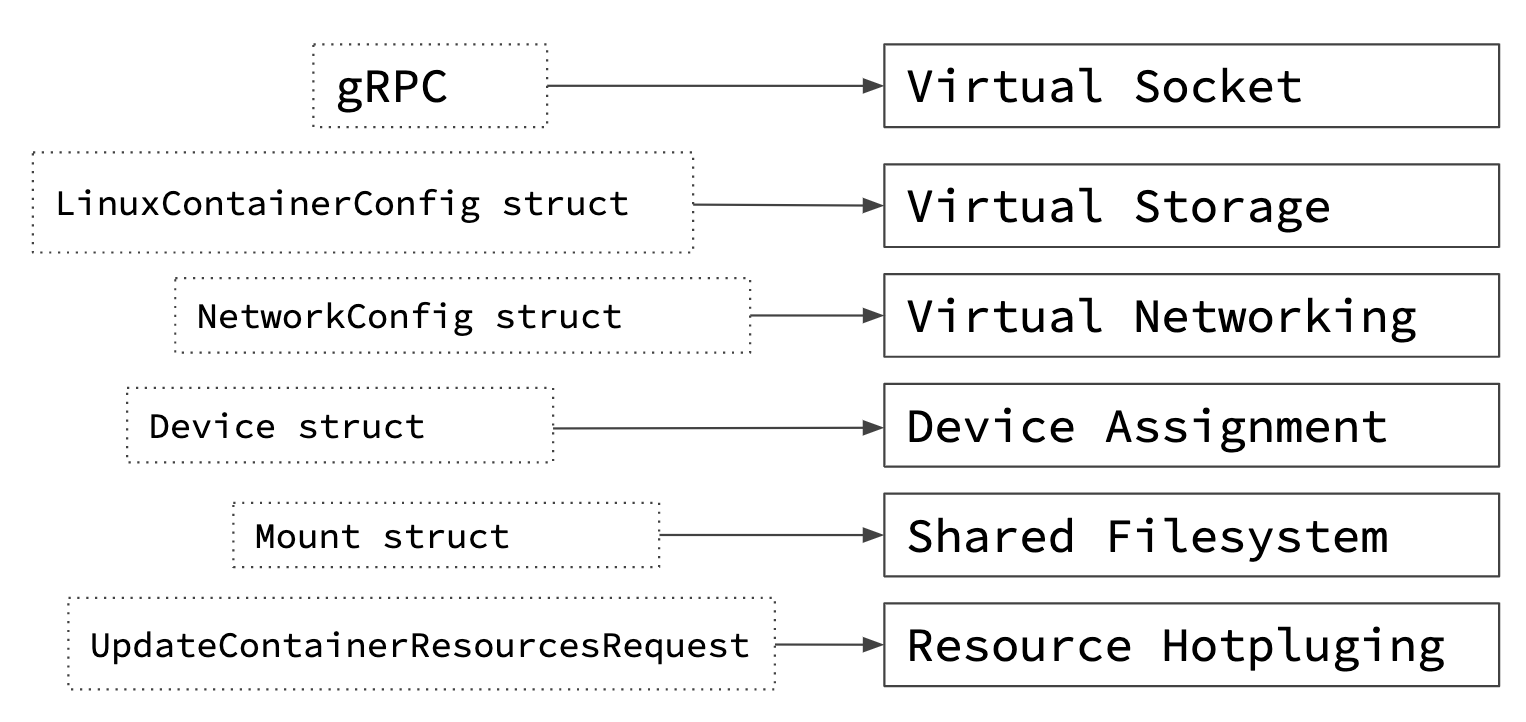 gRPC
Virtual Socket
LinuxContainerConfig struct
Virtual Storage
NetworkConfig struct
Virtual Networking
Device struct
Device Assignment
Mount struct
Shared Filesystem
UpdateContainerResourcesRequest
Resource Hotpluging